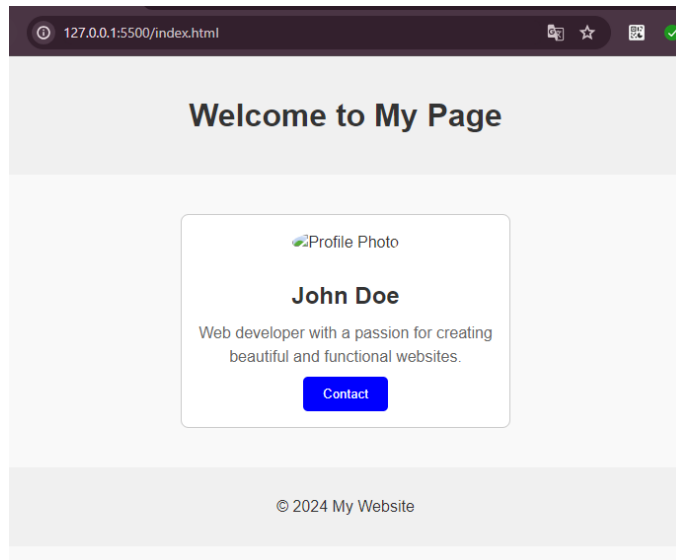 127.0.0.1:5500/index.html
Welcome to My Page
Profile Photo
John Doe
Web developer with a passion for creating
beautiful and functional websites.
Contact
© 2024 My Website